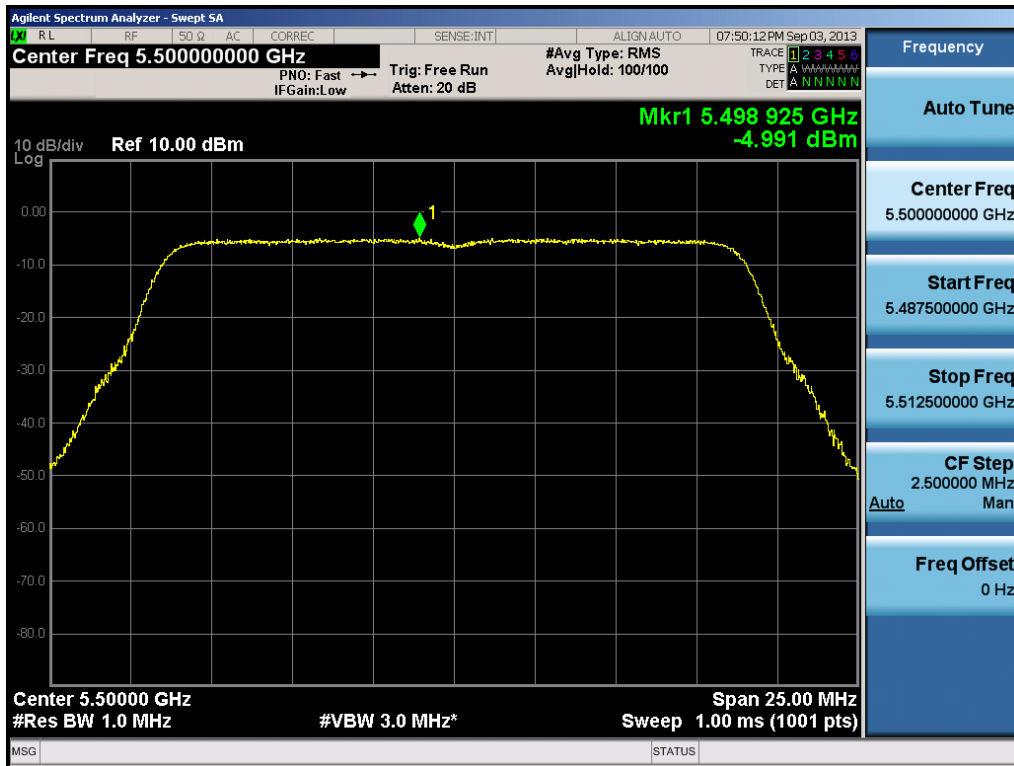 Agilent Spectrum Analyzer - Swept SA
LXI RL RF 50 Ω AC CORREC SENSE:INT ALIGN AUTO 07:50:12 PM Sep 03, 2013
Center Freq 5.500000000 GHz
PNO: Fast
IFGain:Low
Trig: Free Run
Atten: 20 dB
#Avg Type: RMS
Avg|Hold: 100/100
TRACE 1 2 3 4 5 6
TYPE A WWWWW
DET A N N N N N
Mkr1 5.498 925 GHz
-4.991 dBm
10 dB/div Ref 10.00 dBm
Log
1
0.00
-10.0
-20.0
-30.0
-40.0
-50.0
-60.0
-70.0
-80.0
Center 5.50000 GHz Span 25.00 MHz
#Res BW 1.0 MHz #VBW 3.0 MHz* Sweep 1.00 ms (1001 pts)
MSG STATUS
Frequency
Auto Tune
Center Freq
5.500000000 GHz
Start Freq
5.487500000 GHz
Stop Freq
5.512500000 GHz
CF Step
2.500000 MHz
Auto Man
Freq Offset
0 Hz